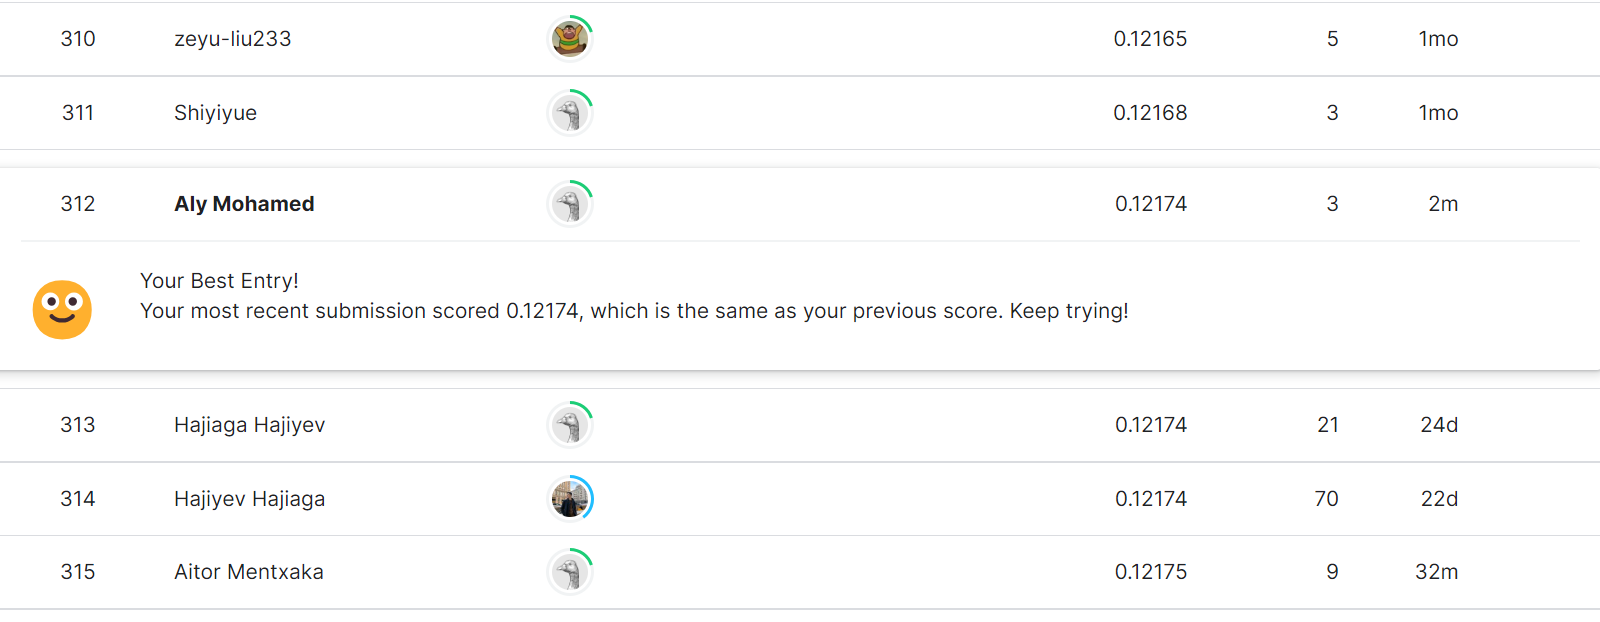 310 zeyu-liu233 0.12165 5 1mo
311 Shiyiyue 0.12168 3 1mo
312 Aly Mohamed 0.12174 3 2m
Your Best Entry!
Your most recent submission scored 0.12174, which is the same as your previous score. Keep trying!
313 Hajiaga Hajiyev 0.12174 21 24d
314 Hajiyev Hajiaga 0.12174 70 22d
315 Aitor Mentxaka 0.12175 9 32m